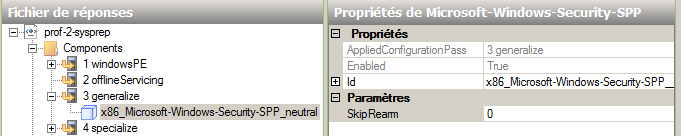 Fichier de réponses
prof-2-sysprep
Components
1 windowsPE
2 offlineServicing
3 generalize
x86_Microsoft-Windows-Security-SPP_neutral
4 specialize
Propriétés de Microsoft-Windows-Security-SPP
Propriétés
AppliedConfigurationPass 3 generalize
Enabled True
Id x86_Microsoft-Windows-Security-SPP__
Paramètres
SkipRearm 0